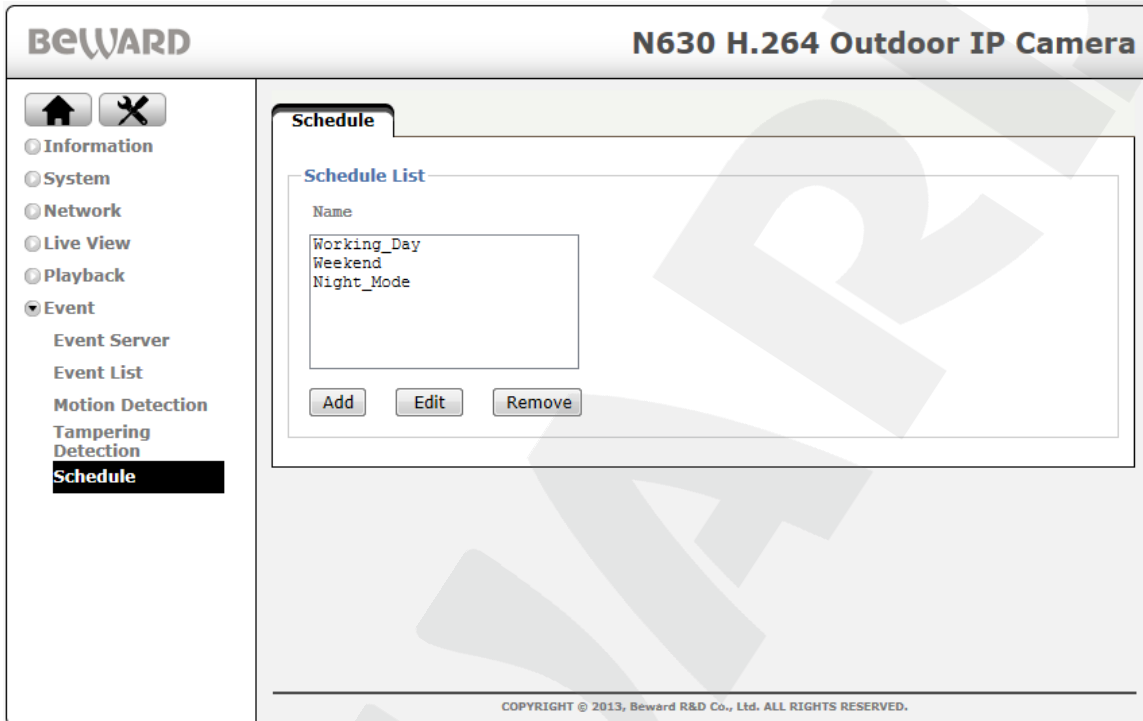 BEWARD
N630 H.264 Outdoor IP Camera
Information
System
Network
Live View
Playback
Event
Event Server
Event List
Motion Detection
Tampering
Detection
Schedule
Schedule
Schedule List
Name
Working_Day
Weekend
Night_Mode
Add Edit Remove
COPYRIGHT © 2013, Beward R&D Co., Ltd. ALL RIGHTS RESERVED.